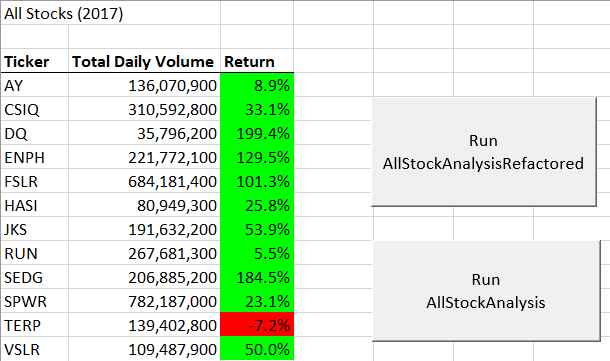 All Stocks (2017)
Ticker Total Daily Volume Return
AY 136,070,900 8.9%
CSIQ 310,592,800 33.1%
DQ 35,796,200 199.4%
ENPH 221,772,100 129.5%
FSLR 684,181,400 101.3%
HASI 80,949,300 25.8%
JKS 191,632,200 53.9%
RUN 267,681,300 5.5%
SEDG 206,885,200 184.5%
SPWR 782,187,000 23.1%
TERP 139,402,800 -7.2%
VSLR 109,487,900 50.0%
Run
AllStockAnalysisRefactored
Run
AllStockAnalysis